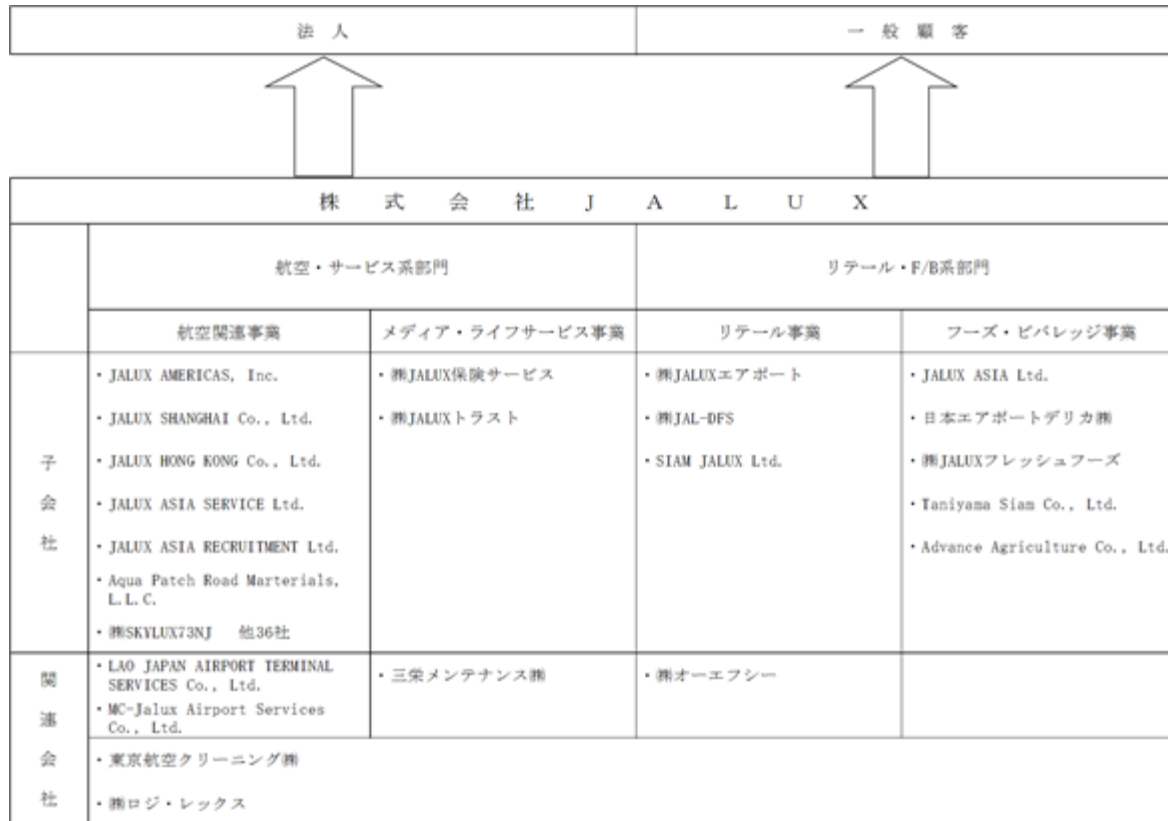 法人
一般顧客
株式会社JALUX
航空・サービス系部門
リテール・F/B系部門
航空関連事業
メディア・ライフサービス事業
リテール事業
フーズ・ビバレッジ事業
子会社
・JALUX AMERICAS, Inc.
・JALUX SHANGHAI Co., Ltd.
・JALUX HONG KONG Co., Ltd.
・JALUX ASIA SERVICE Ltd.
・JALUX ASIA RECRUITMENT Ltd.
・Aqua Patch Road Marterials,
L.L.C.
・㈱SKYLUX73NJ 他36社
・㈱JALUX保険サービス
・㈱JALUXトラスト
・㈱JALUXエアポート
・㈱JAL-DFS
・SIAM JALUX Ltd.
・JALUX ASIA Ltd.
・日本エアポートデリカ㈱
・㈱JALUXフレッシュフーズ
・Taniyama Siam Co., Ltd.
・Advance Agriculture Co., Ltd.
関連会社
・LAO JAPAN AIRPORT TERMINAL
SERVICES Co., Ltd.
・MC-Jalux Airport Services
Co., Ltd.
・三栄メンテナンス㈱
・㈱オーエフシー
・東京航空クリーニング㈱
・㈱ロジ・レックス